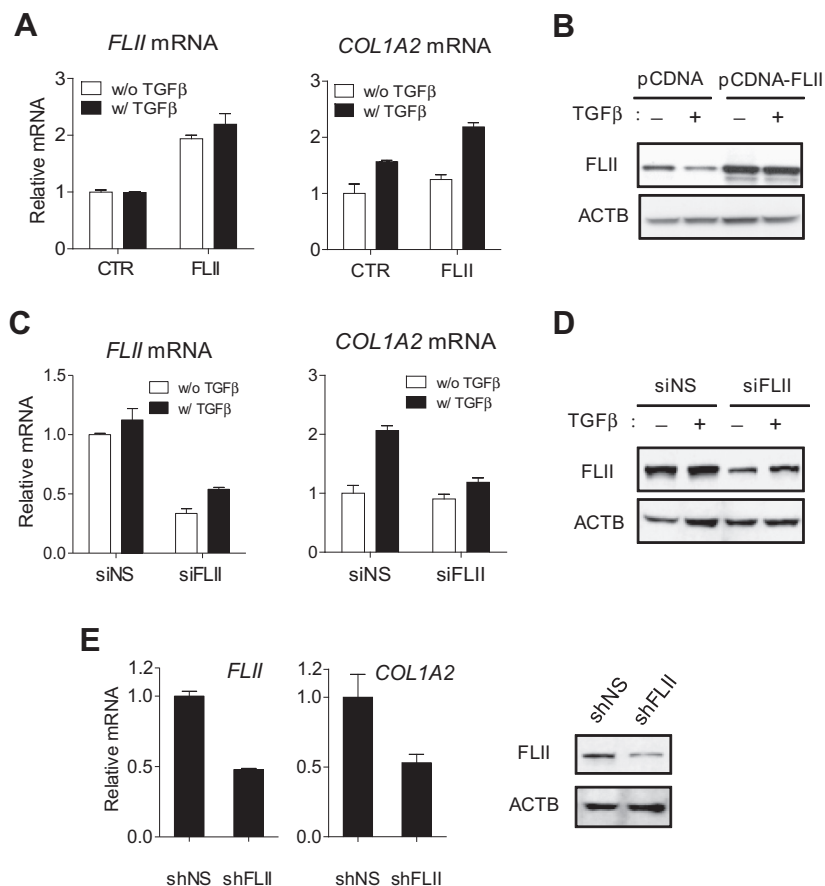 A
FLII mRNA
Relative mRNA
3
2
1
0
w/o TGFβ
w/ TGFβ
CTR
FLII
COL1A2 mRNA
3
2
1
0
w/o TGFβ
w/ TGFβ
CTR
FLII
B
pCDNA pCDNA-FLII
TGFβ : – + – +
FLII
ACTB
C
FLII mRNA
Relative mRNA
1.5
1.0
0.5
0.0
w/o TGFβ
w/ TGFβ
siNS
siFLII
COL1A2 mRNA
3
2
1
0
w/o TGFβ
w/ TGFβ
siNS
siFLII
D
siNS siFLII
TGFβ : – + – +
FLII
ACTB
E
FLII
Relative mRNA
1.2
1.0
0.5
0.0
shNS shFLII
COL1A2
1.2
1.0
0.5
0.0
shNS shFLII
shNS shFLII
FLII
ACTB